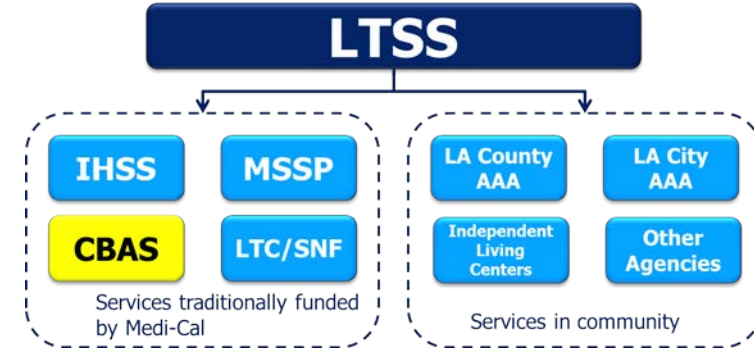 LTSS
IHSS
MSSP
CBAS
LTC/SNF
Services traditionally funded
by Medi-Cal
LA County
AAA
LA City
AAA
Independent
Living
Centers
Other
Agencies
Services in community